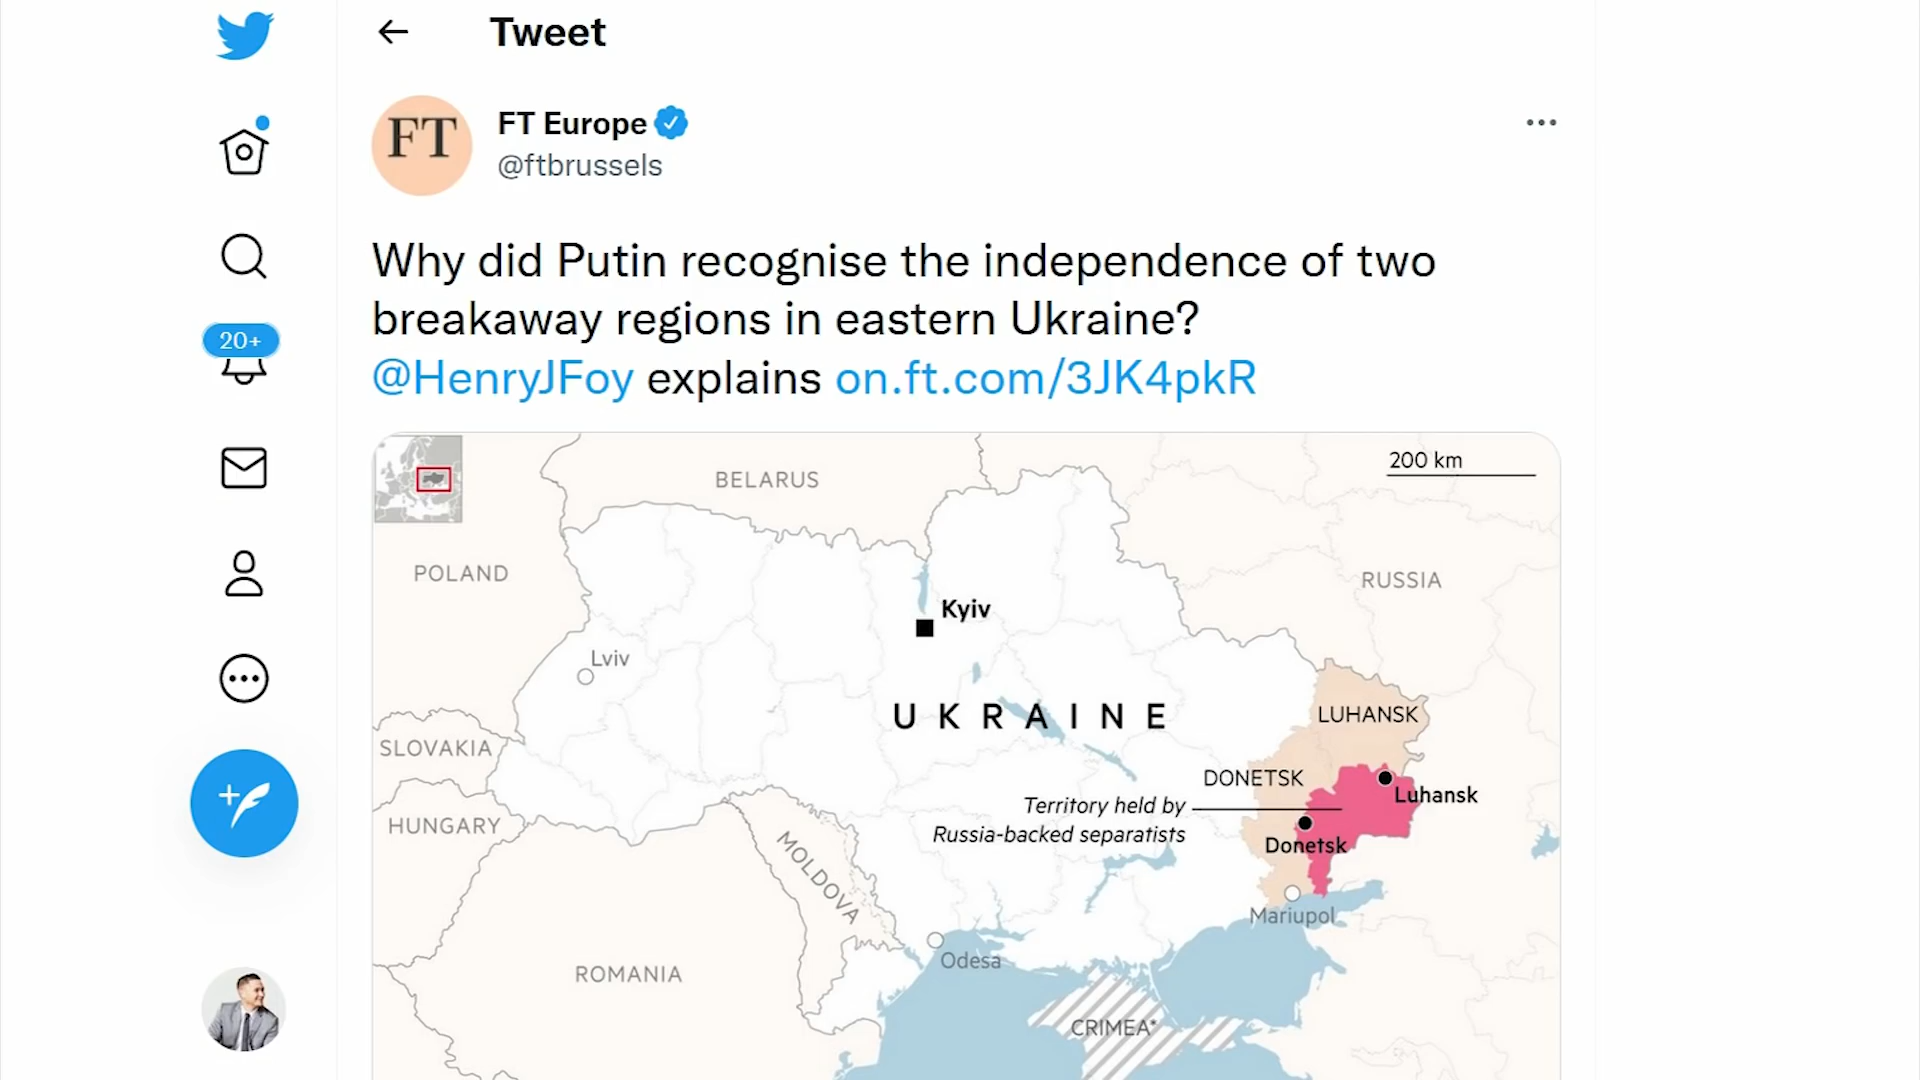 Tweet
FT
FT Europe
@ftbrussels
20+
Why did Putin recognise the independence of two
breakaway regions in eastern Ukraine?
@HenryJFoy explains on.ft.com/3JK4pkR
200 km
BELARUS
POLAND
RUSSIA
Kyiv
Lviv
UKRAINE
LUHANSK
SLOVAKIA
DONETSK
Luhansk
Territory held by
Russia-backed separatists
HUNGARY
Donetsk
MOLDOVA
Mariupol
Odesa
ROMANIA
CRIMEA*